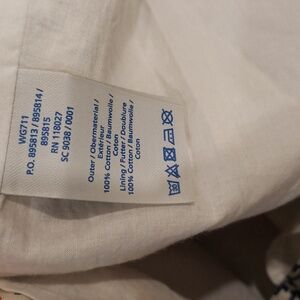 WG711
P.O. 895813 / 895814 /
895815
RN 118027
SC 9038 / 0001
Outer / Obermaterial /
Extérieur
100% Cotton / Baumwolle /
Coton
Lining / Futter / Doublure
100% Cotton / Baumwolle /
Coton